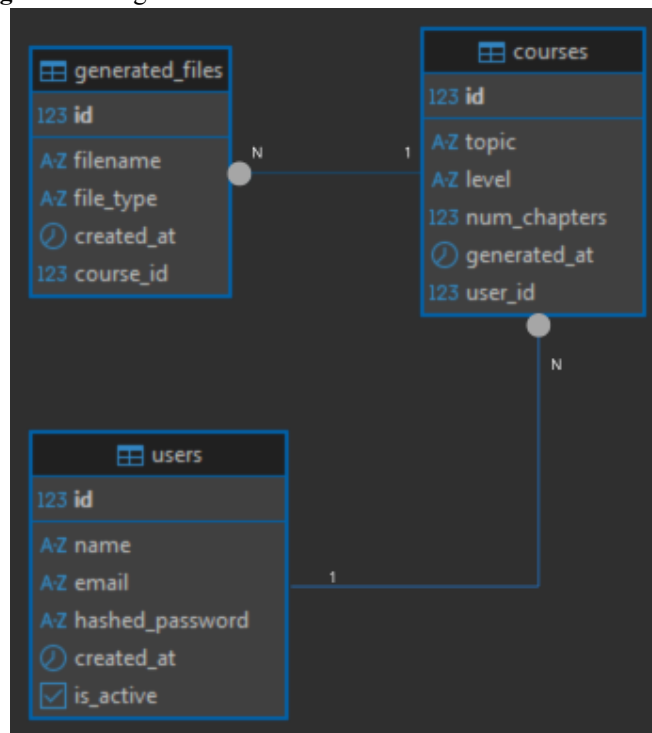 generated_files
123 id
A-Z filename
A-Z file_type
created_at
123 course_id
N
1
courses
123 id
A-Z topic
A-Z level
123 num_chapters
generated_at
123 user_id
N
users
123 id
A-Z name
A-Z email
A-Z hashed_password
created_at
is_active
1